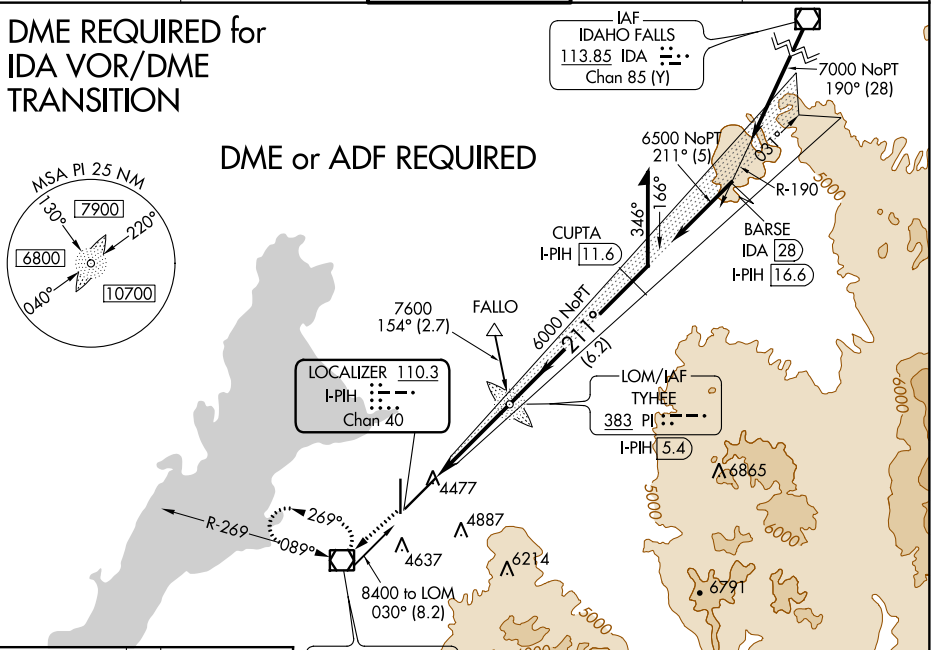 DME REQUIRED for
IDA VOR/DME
TRANSITION
IAF
IDAHO FALLS
113.85 IDA
Chan 85 (Y)
7000 NoPT
190° (28)
DME or ADF REQUIRED
6500 NoPT
211° (5)
031°
R-190
5000
MSA PI 25 NM
130°
7900
220°
6800
040°
10700
346°
166°
CUPTA
I-PIH 11.6
BARSE
IDA 28
I-PIH 16.6
7600
154° (2.7)
FALLO
6000 NoPT
211°
(6.2)
LOCALIZER 110.3
I-PIH
Chan 40
LOM/IAF
TYHEE
383 PI
I-PIH 5.4
6000
6865
4477
5000
4887
6000
R-269
269°
089°
4637
6214
8400 to LOM
030° (8.2)
6791
5000